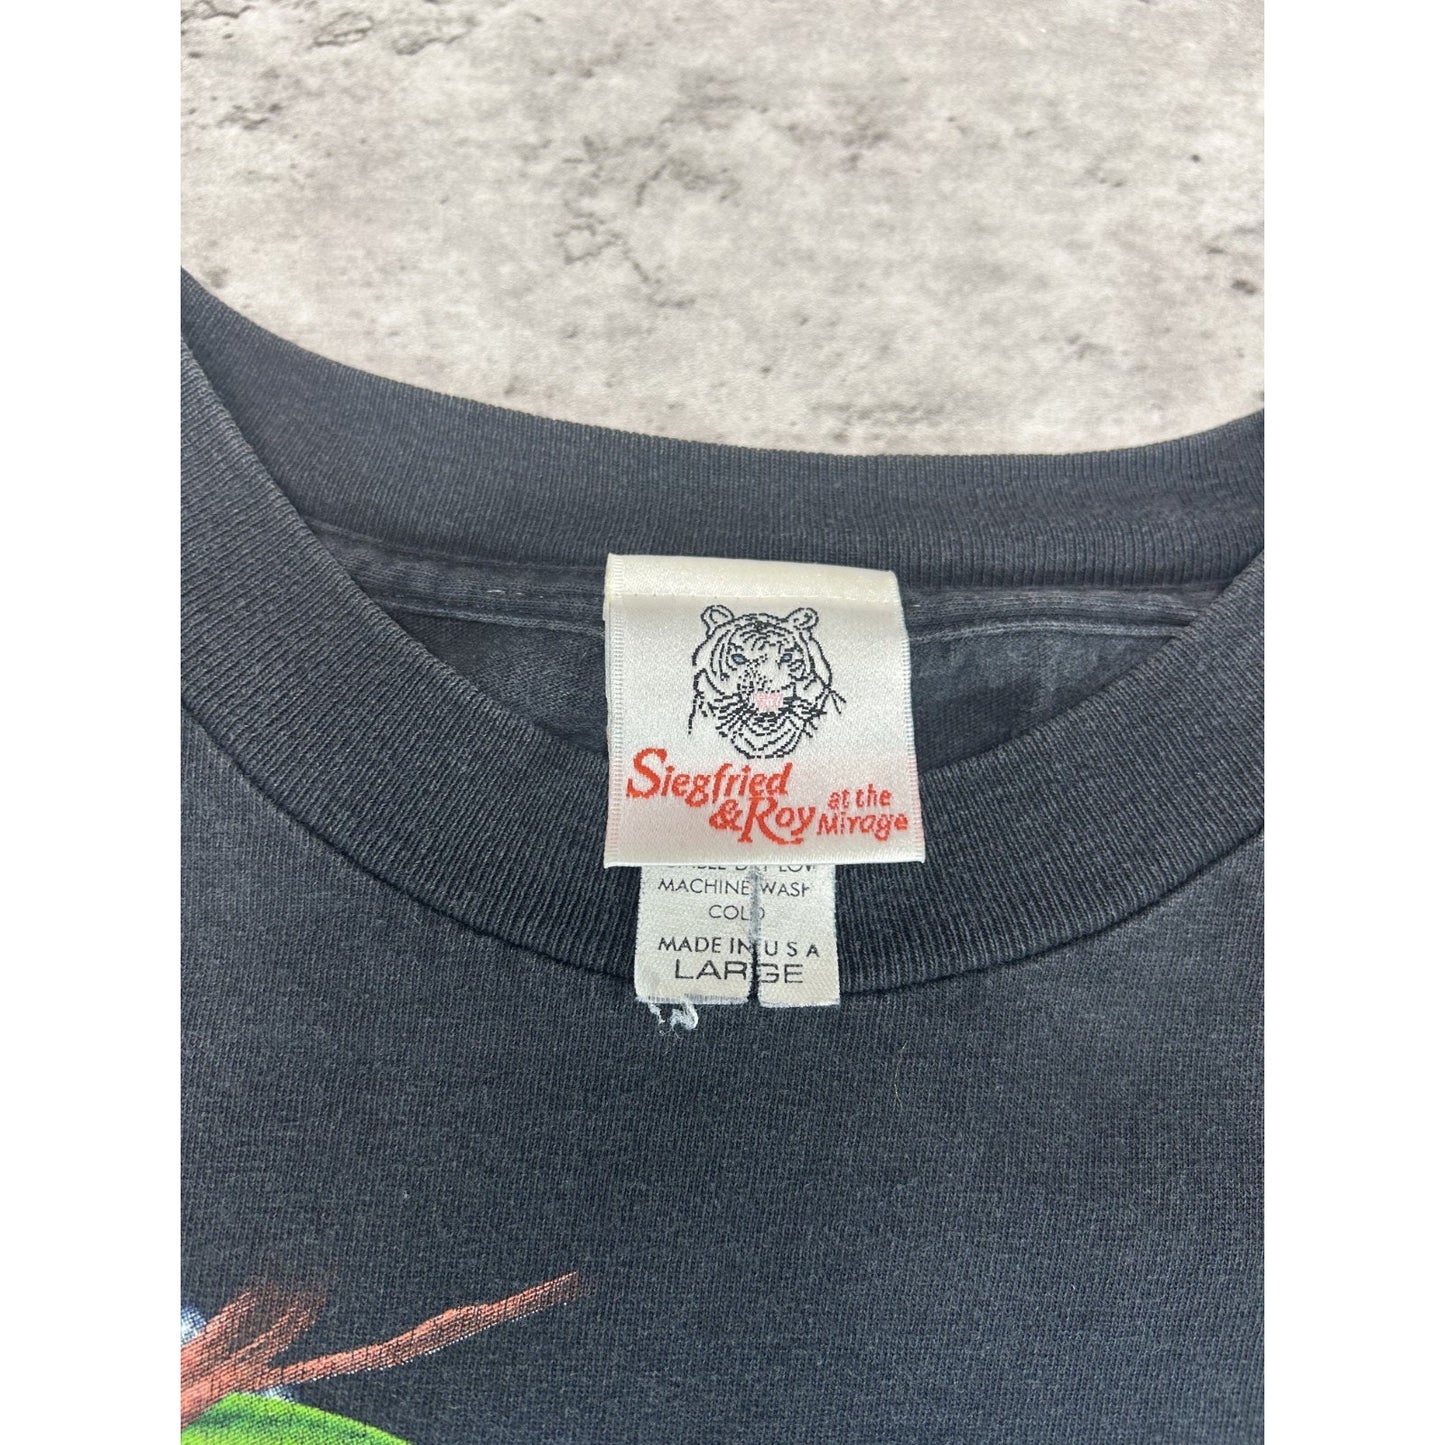 Siegfried
& Roy at the
Mirage
MACHINE WASH
COLD
MADE IN U S A
LARGE